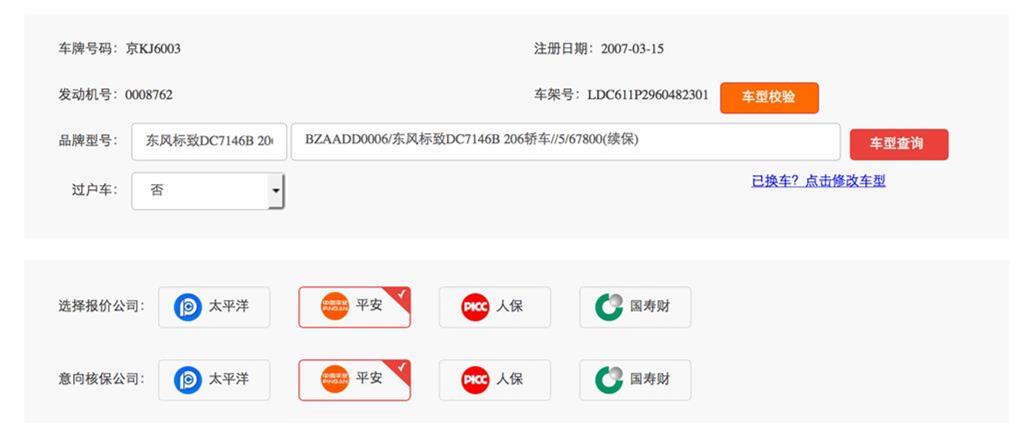 车牌号码：京KJ6003 注册日期：2007-03-15
发动机号：0008762 车架号：LDC611P2960482301 车型校验
品牌型号： 东风标致DC7146B 206 BZAADD0006/东风标致DC7146B 206轿车//5/67800(续保) 车型查询
过户车： 否 已换车？点击修改车型
选择报价公司： 太平洋 中国平安 PINGAN 平安 PICC 人保 国寿财
意向核保公司： 太平洋 中国平安 PINGAN 平安 PICC 人保 国寿财